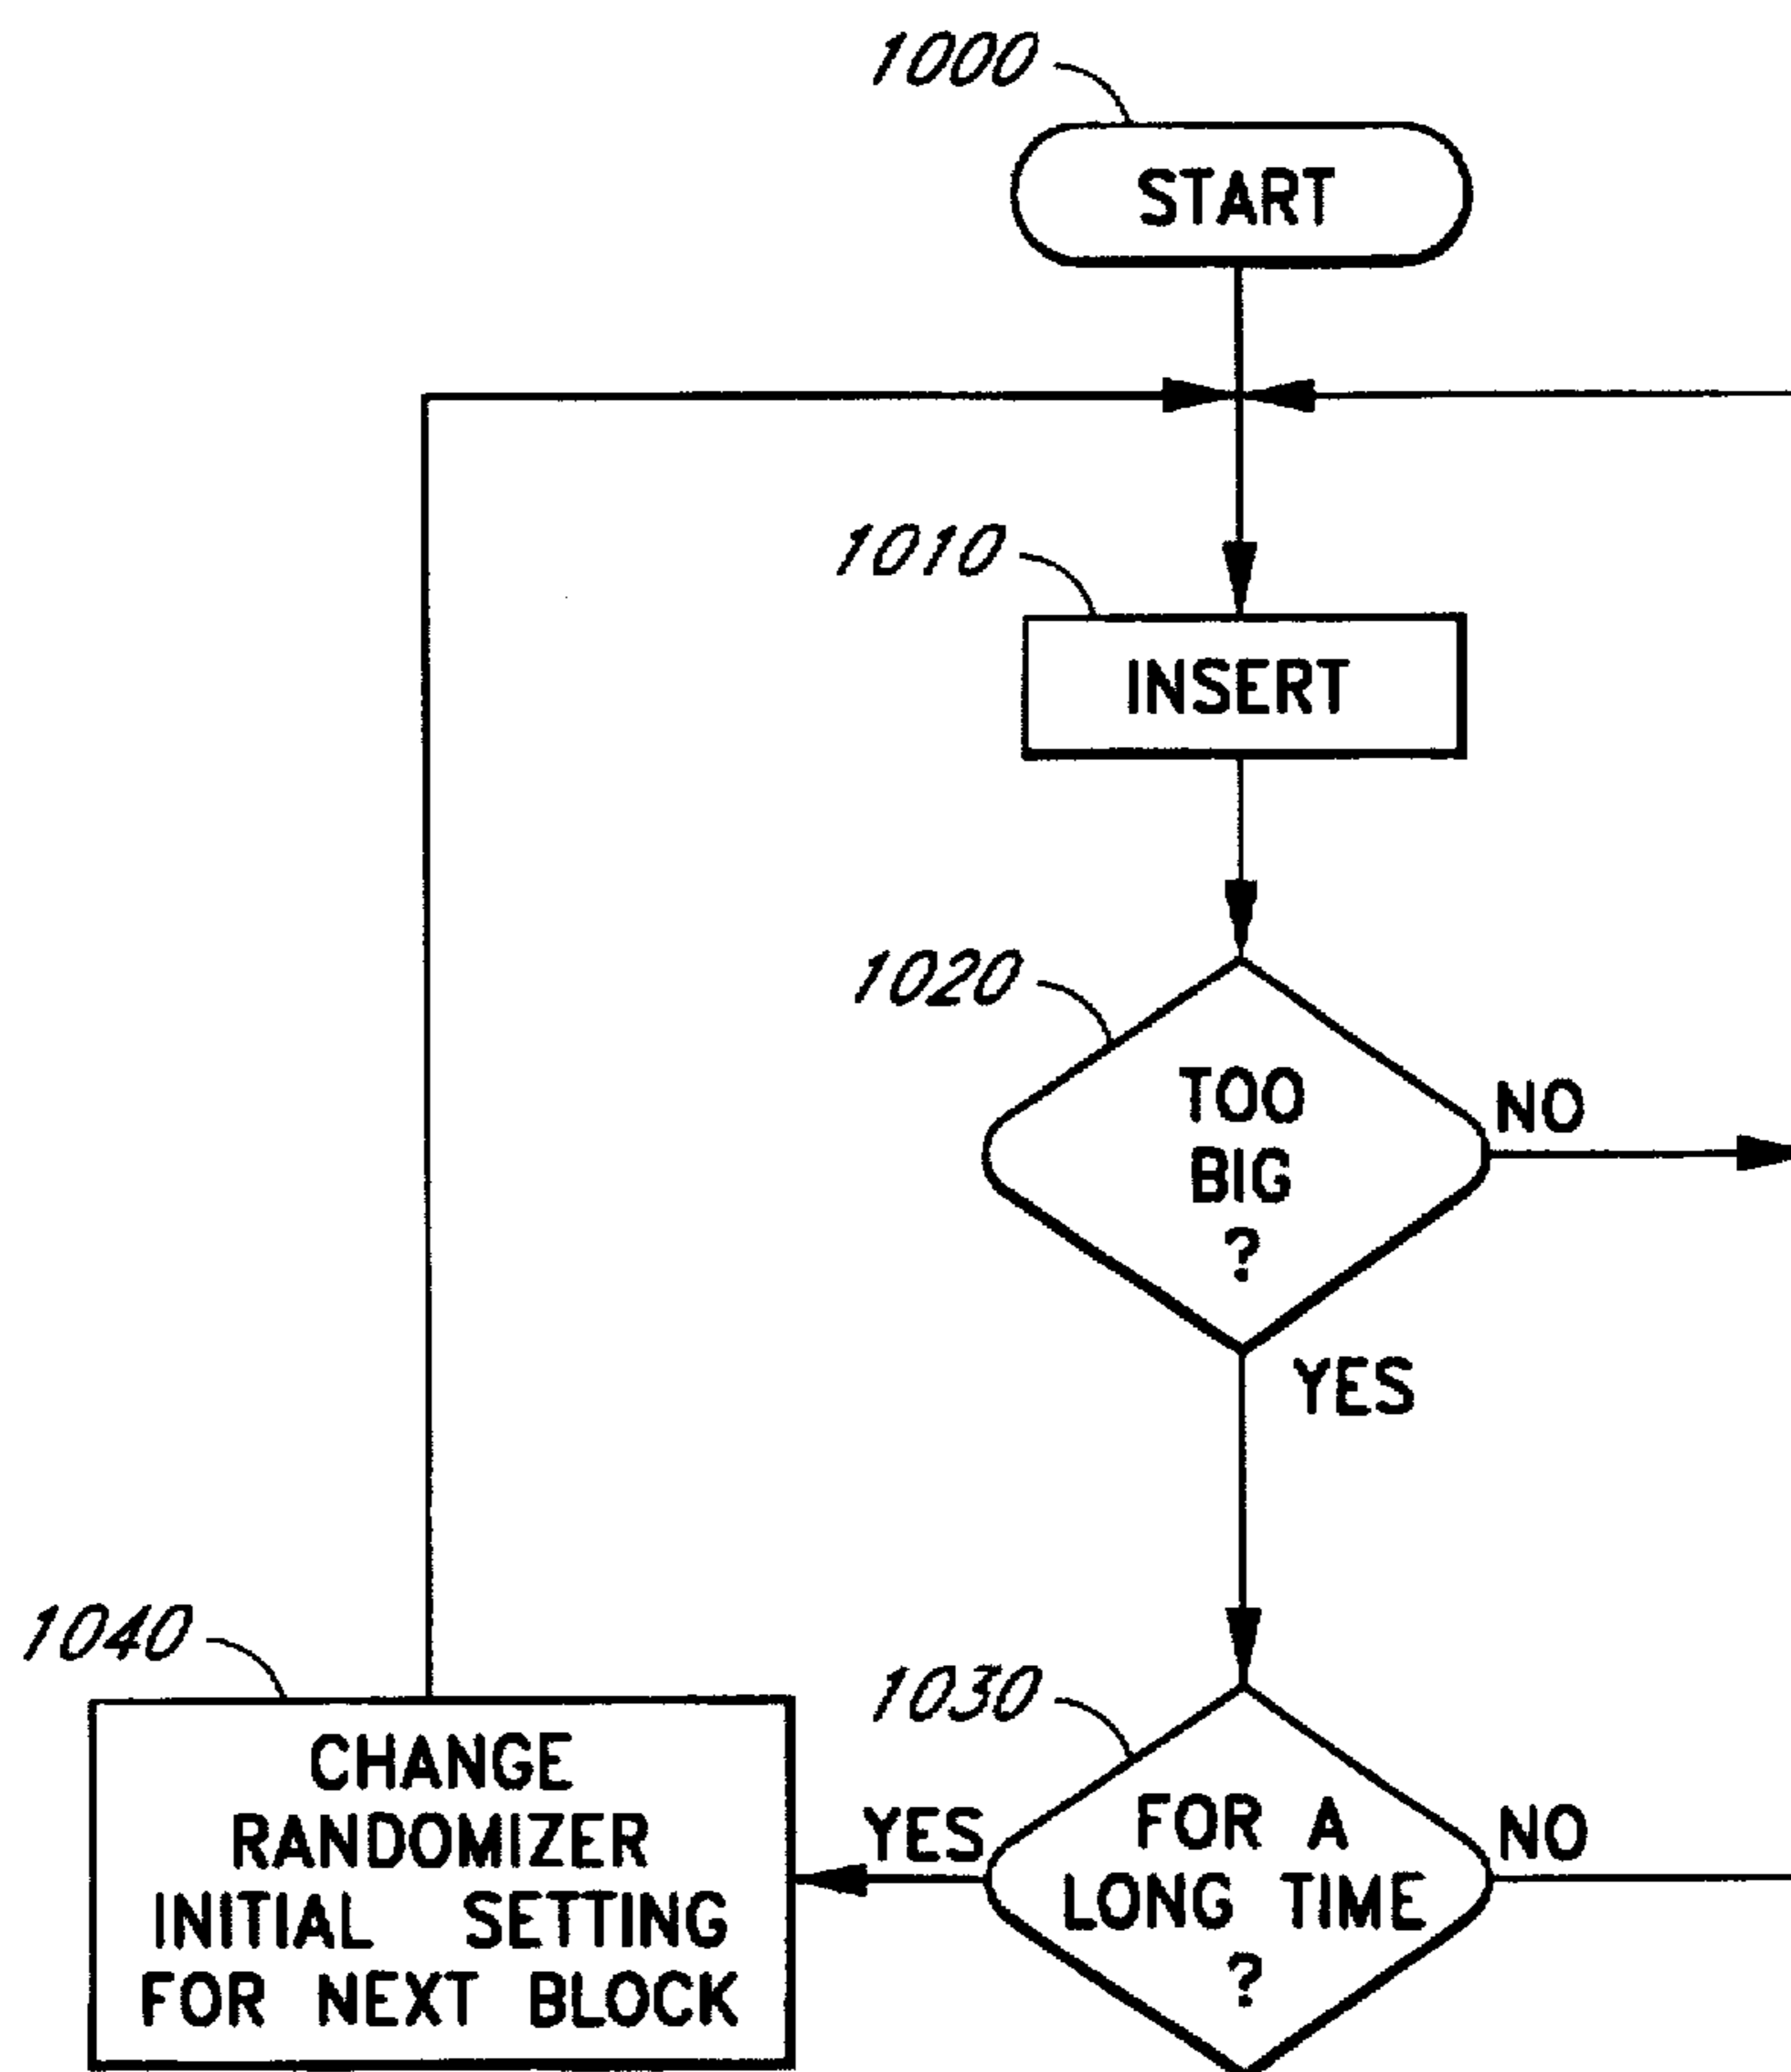 1000
START
1010
INSERT
1020
TOO
BIG
?
NO
YES
1040
1030
CHANGE
RANDOMIZER
INITIAL SETTING
FOR NEXT BLOCK
YES
FOR A
LONG TIME
?
NO